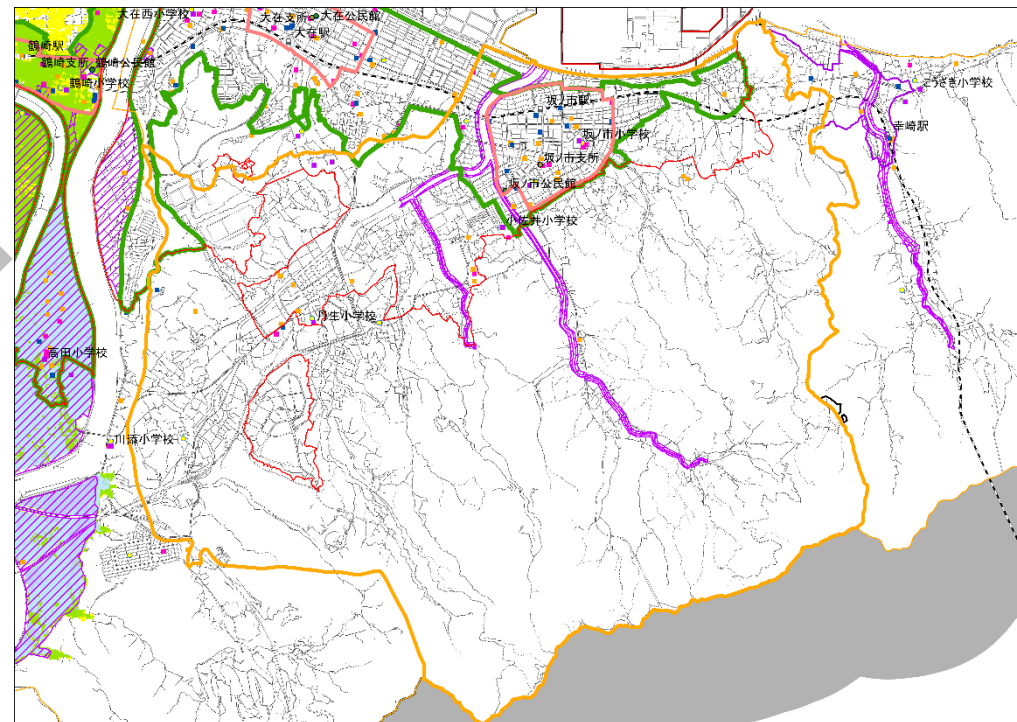 大在西小学校
大在支所
大在公民館
大在駅
鶴崎駅
鶴崎支所
鶴崎公民館
鶴崎小学校
坂ノ市駅
坂ノ市小学校
坂ノ市支所
坂ノ市公民館
小佐井小学校
こうざき小学校
幸崎駅
丹生小学校
高田小学校
川添小学校